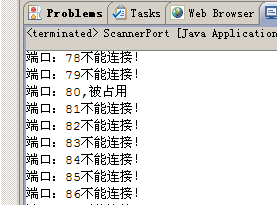 Problems Tasks Web Browser
<terminated> ScannerPort [Java Application
端口：78不能连接！
端口：79不能连接！
端口：80,被占用
端口：81不能连接！
端口：82不能连接！
端口：83不能连接！
端口：84不能连接！
端口：85不能连接！
端口：86不能连接！